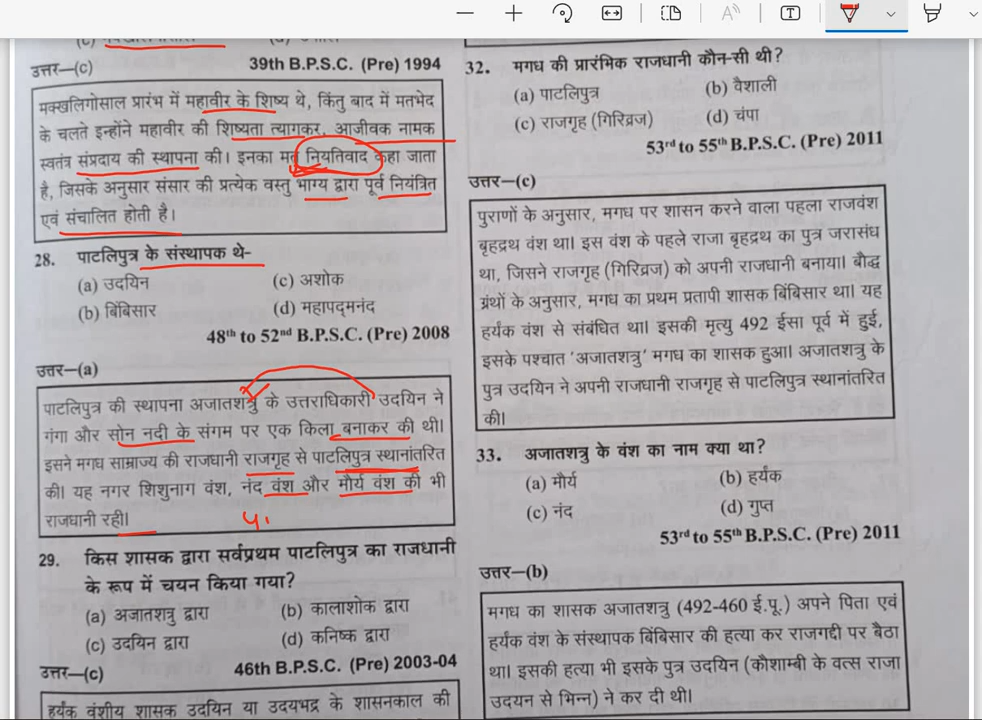 उत्तर–(c) 39th B.P.S.C. (Pre) 1994
मक्खलिगोसाल प्रारंभ में महावीर के शिष्य थे, किंतु बाद में मतभेद
के चलते इन्होंने महावीर की शिष्यता त्यागकर, आजीवक नामक
स्वतंत्र संप्रदाय की स्थापना की। इनका मत नियतिवाद कहा जाता
है, जिसके अनुसार संसार की प्रत्येक वस्तु भाग्य द्वारा पूर्व नियंत्रित
एवं संचालित होती है।
28. पाटलिपुत्र के संस्थापक थे-
(a) उदयिन (c) अशोक
(b) बिंबिसार (d) महापद्मनंद
48th to 52nd B.P.S.C. (Pre) 2008
उत्तर–(a)
पाटलिपुत्र की स्थापना अजातशत्रु के उत्तराधिकारी उदयिन ने
गंगा और सोन नदी के संगम पर एक किला बनाकर की थी।
इसने मगध साम्राज्य की राजधानी राजगृह से पाटलिपुत्र स्थानांतरित
की। यह नगर शिशुनाग वंश, नंद वंश और मौर्य वंश की भी
राजधानी रही।
29. किस शासक द्वारा सर्वप्रथम पाटलिपुत्र का राजधानी
के रूप में चयन किया गया?
(a) अजातशत्रु द्वारा (b) कालाशोक द्वारा
(c) उदयिन द्वारा (d) कनिष्क द्वारा
उत्तर–(c) 46th B.P.S.C. (Pre) 2003-04
हर्यंक वंशीय शासक उदयिन या उदयभद्र के शासनकाल की
32. मगध की प्रारंभिक राजधानी कौन-सी थी?
(a) पाटलिपुत्र (b) वैशाली
(c) राजगृह (गिरिव्रज) (d) चंपा
53rd to 55th B.P.S.C. (Pre) 2011
उत्तर–(c)
पुराणों के अनुसार, मगध पर शासन करने वाला पहला राजवंश
बृहद्रथ वंश था। इस वंश के पहले राजा बृहद्रथ का पुत्र जरासंध
था, जिसने राजगृह (गिरिव्रज) को अपनी राजधानी बनाया। बौद्ध
ग्रंथों के अनुसार, मगध का प्रथम प्रतापी शासक बिंबिसार था। यह
हर्यंक वंश से संबंधित था। इसकी मृत्यु 492 ईसा पूर्व में हुई,
इसके पश्चात 'अजातशत्रु' मगध का शासक हुआ। अजातशत्रु के
पुत्र उदयिन ने अपनी राजधानी राजगृह से पाटलिपुत्र स्थानांतरित
की।
33. अजातशत्रु के वंश का नाम क्या था?
(a) मौर्य (b) हर्यंक
(c) नंद (d) गुप्त
53rd to 55th B.P.S.C. (Pre) 2011
उत्तर–(b)
मगध का शासक अजातशत्रु (492-460 ई.पू.) अपने पिता एवं
हर्यंक वंश के संस्थापक बिंबिसार की हत्या कर राजगद्दी पर बैठा
था। इसकी हत्या भी इसके पुत्र उदयिन (कौशाम्बी के वत्स राजा
उदयन से भिन्न) ने कर दी थी।